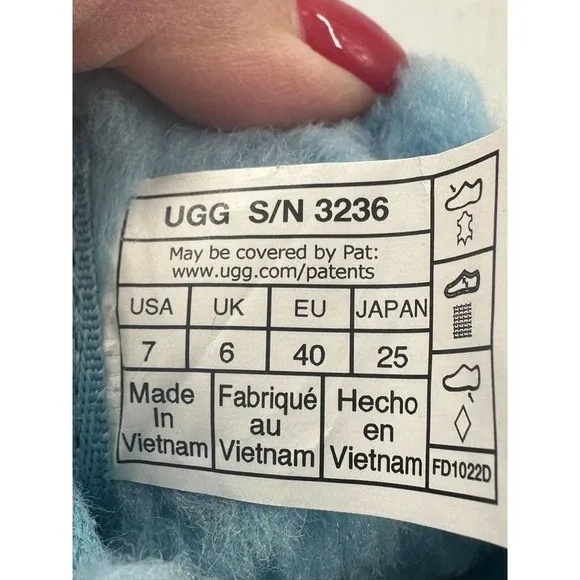 UGG S/N 3236
May be covered by Pat:
www.ugg.com/patents
USA UK EU JAPAN
7 6 40 25
Made In Vietnam
Fabriqué au Vietnam
Hecho en Vietnam
FD1022D